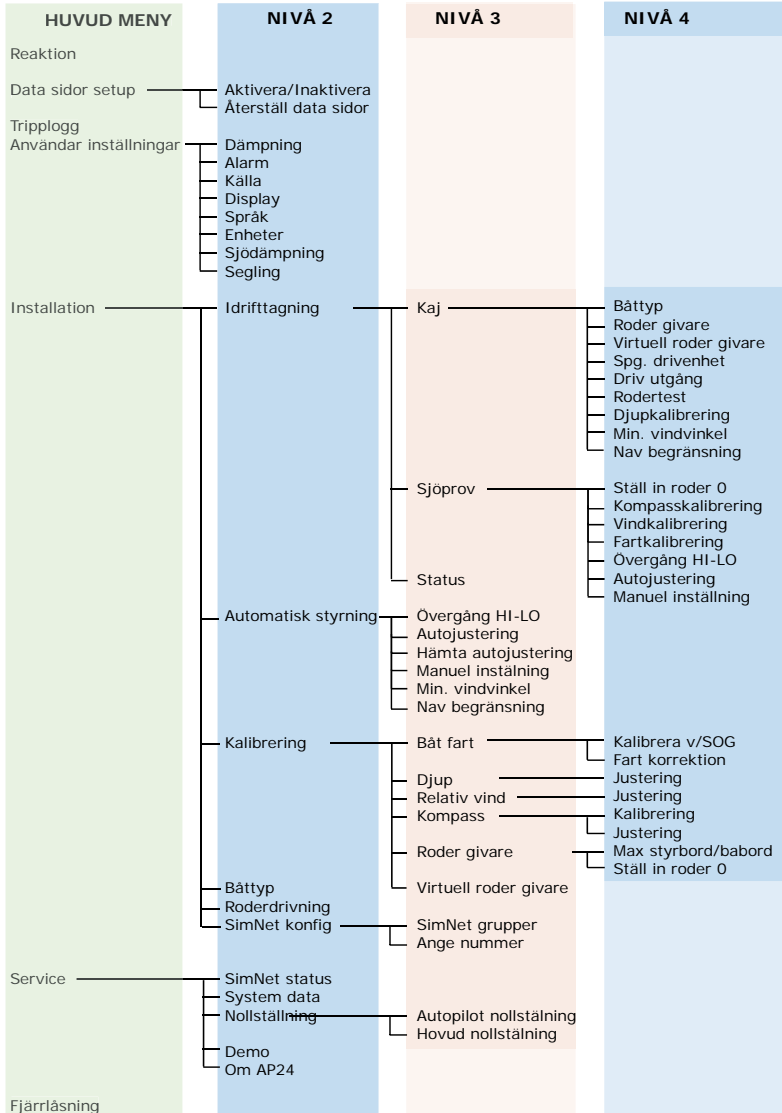 HUVUD MENY NIVÅ 2 NIVÅ 3 NIVÅ 4
Reaktion
Data sidor setup Aktivera/Inaktivera
Återställ data sidor
Tripplogg
Användar inställningar Dämpning
Alarm
Källa
Display
Språk
Enheter
Sjödämpning
Segling
Installation Idrifttagning Kaj Båttyp
Roder givare
Virtuell roder givare
Spg. drivenhet
Driv utgång
Rodertest
Djupkalibrering
Min. vindvinkel
Nav begränsning
Sjöprov Ställ in roder 0
Kompasskalibrering
Vindkalibrering
Fartkalibrering
Övergång HI-LO
Status Autojustering
Manuel inställning
Automatisk styrning Övergång HI-LO
Autojustering
Hämta autojustering
Manuel instälning
Min. vindvinkel
Nav begränsning
Kalibrering Båt fart Kalibrera v/SOG
Fart korrektion
Djup Justering
Relativ vind Justering
Kompass Kalibrering
Justering
Roder givare Max styrbord/babord
Ställ in roder 0
Båttyp Virtuell roder givare
Roderdrivning
SimNet konfig SimNet grupper
Ange nummer
Service SimNet status
System data
Nollställning Autopilot nollstälning
Hovud nollstälning
Demo
Om AP24
Fjärrlåsning